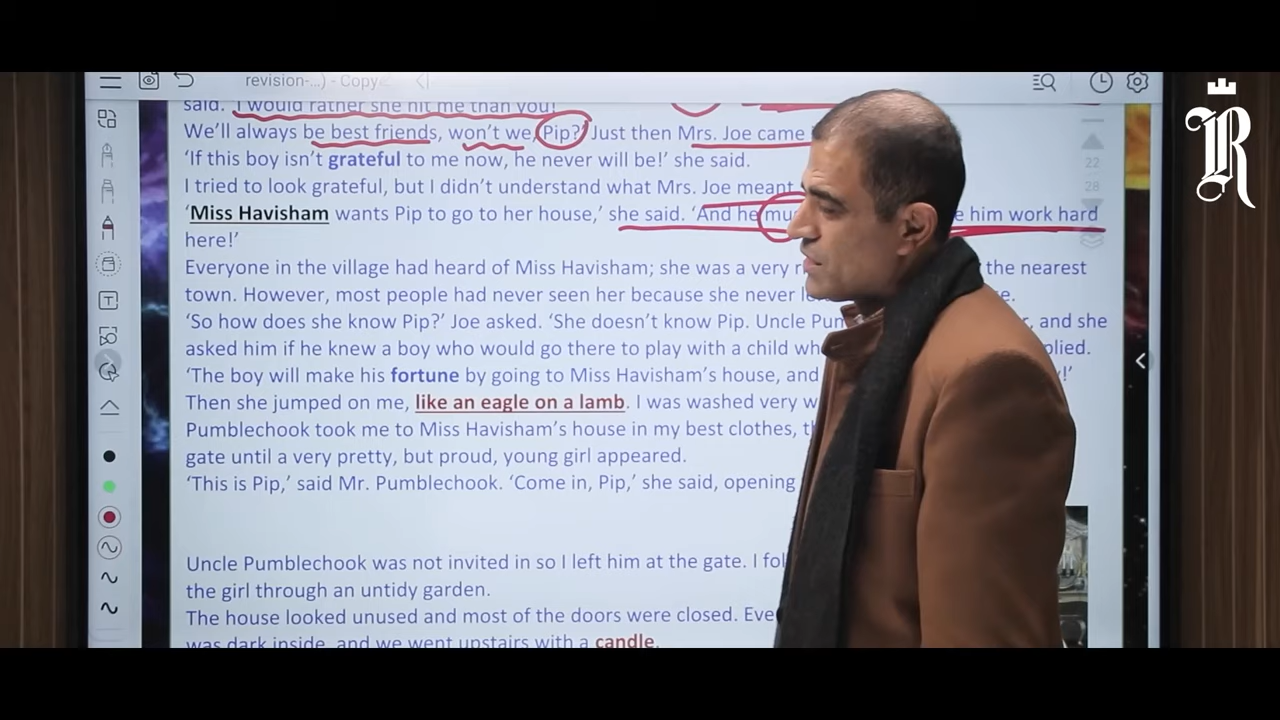 revision-...) - Copy
said. 'I would rather she hit me than you!
We'll always be best friends, won't we, Pip?' Just then Mrs. Joe came
'If this boy isn't grateful to me now, he never will be!' she said.
I tried to look grateful, but I didn't understand what Mrs. Joe meant
22
'Miss Havisham wants Pip to go to her house,' she said. 'And he him work hard
28
here!'
Everyone in the village had heard of Miss Havisham; she was a very the nearest
town. However, most people had never seen her because she never
'So how does she know Pip?' Joe asked. 'She doesn't know Pip. Uncle and she
asked him if he knew a boy who would go there to play with a child
'The boy will make his fortune by going to Miss Havisham's house, and
Then she jumped on me, like an eagle on a lamb. I was washed very
Pumblechook took me to Miss Havisham's house in my best clothes,
gate until a very pretty, but proud, young girl appeared.
'This is Pip,' said Mr. Pumblechook. 'Come in, Pip,' she said, opening
Uncle Pumblechook was not invited in so I left him at the gate. I
the girl through an untidy garden.
The house looked unused and most of the doors were closed.
was dark inside, and we went upstairs with a candle.
R